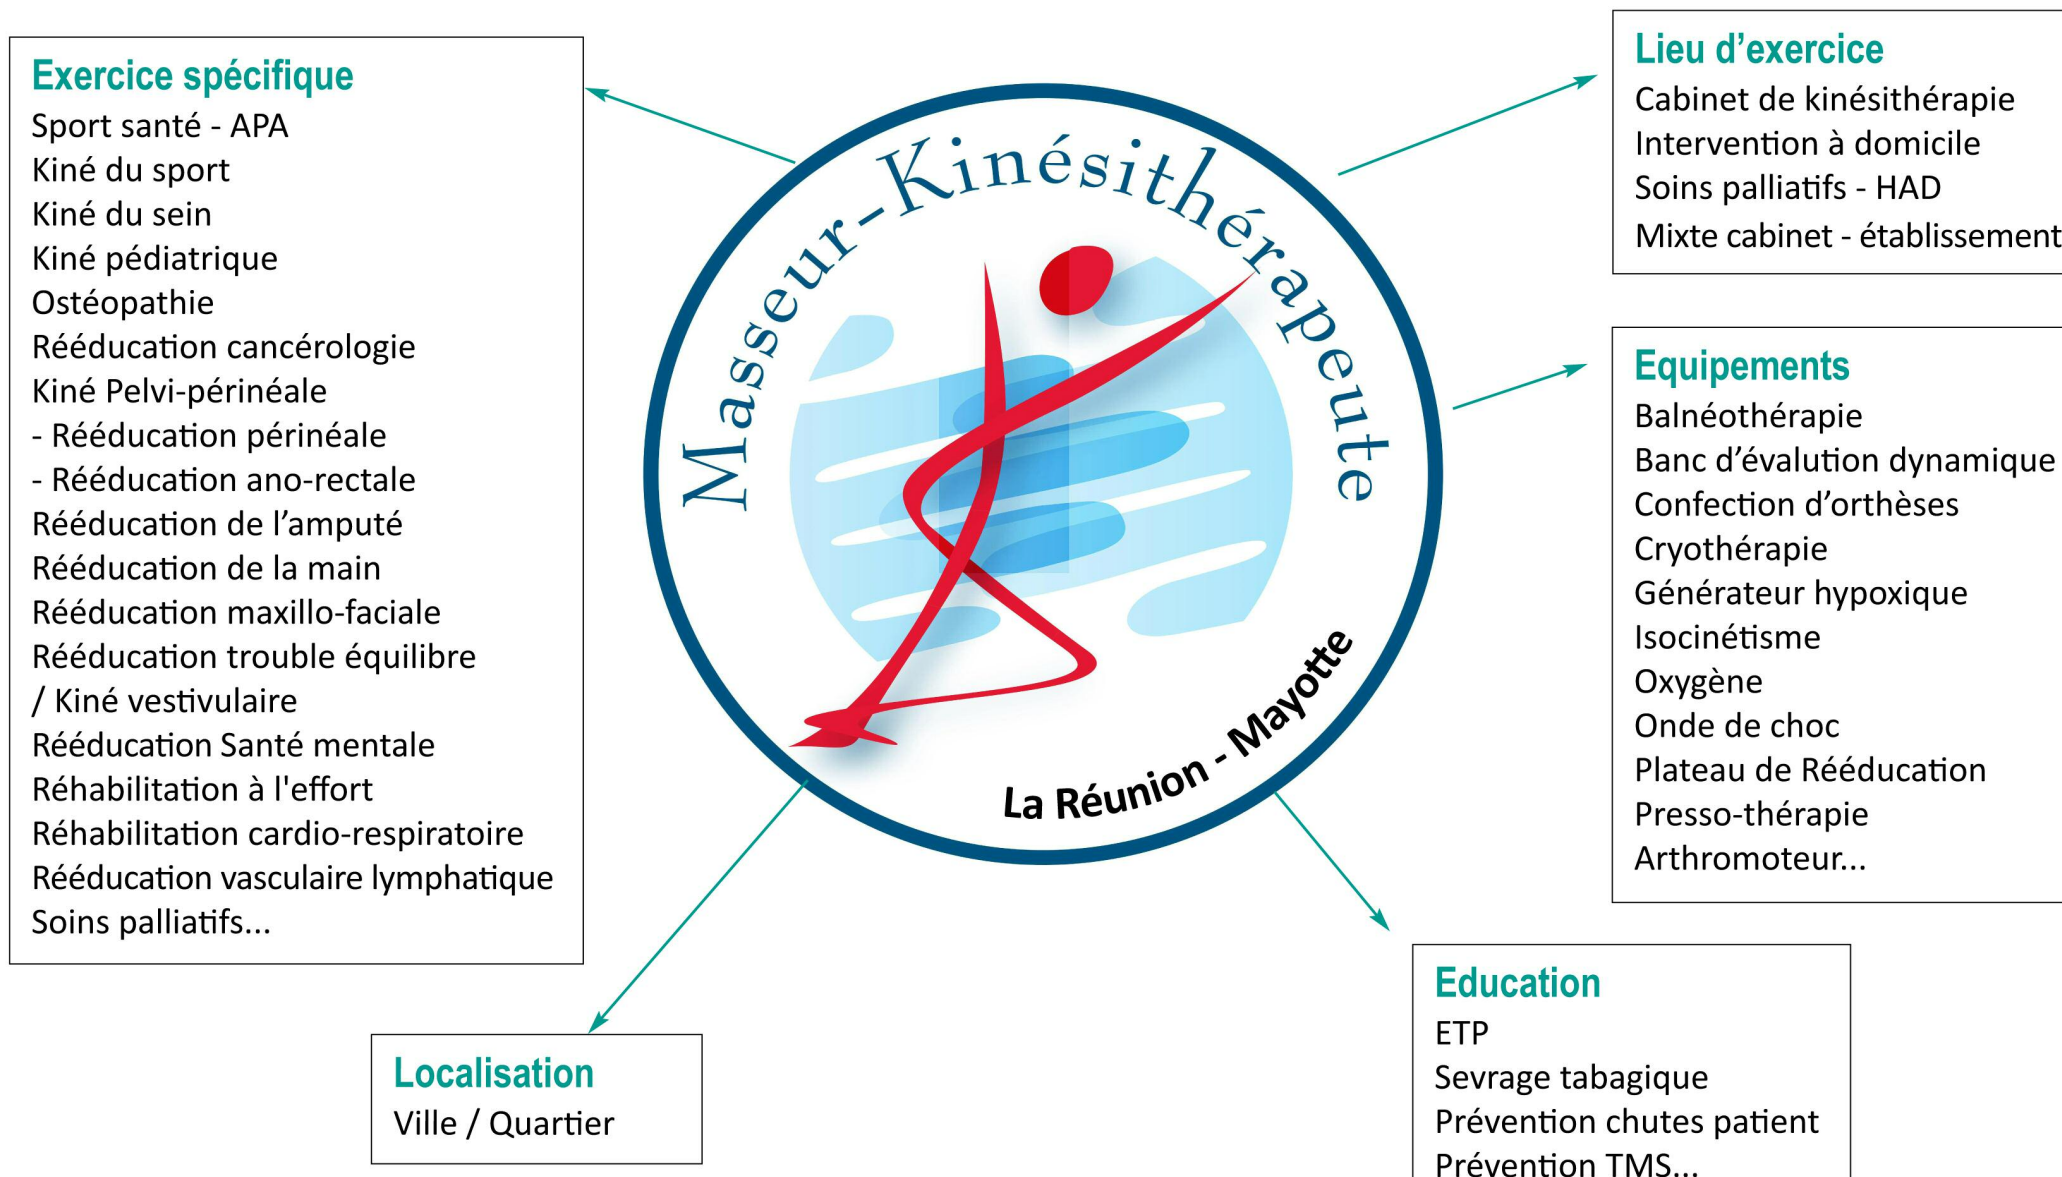 Exercice spécifique
Sport santé - APA
Kiné du sport
Kiné du sein
Kiné pédiatrique
Ostéopathie
Rééducation cancérologie
Kiné Pelvi-périnéale
- Rééducation périnéale
- Rééducation ano-rectale
Rééducation de l’amputé
Rééducation de la main
Rééducation maxillo-faciale
Rééducation trouble équilibre
/ Kiné vestivulaire
Rééducation Santé mentale
Réhabilitation à l'effort
Réhabilitation cardio-respiratoire
Rééducation vasculaire lymphatique
Soins palliatifs...
Masseur-Kinésithérapeute
La Réunion - Mayotte
Lieu d’exercice
Cabinet de kinésithérapie
Intervention à domicile
Soins palliatifs - HAD
Mixte cabinet - établissement
Equipements
Balnéothérapie
Banc d’évalution dynamique
Confection d’orthèses
Cryothérapie
Générateur hypoxique
Isocinétisme
Oxygène
Onde de choc
Plateau de Rééducation
Presso-thérapie
Arthromoteur...
Localisation
Ville / Quartier
Education
ETP
Sevrage tabagique
Prévention chutes patient
Prévention TMS...